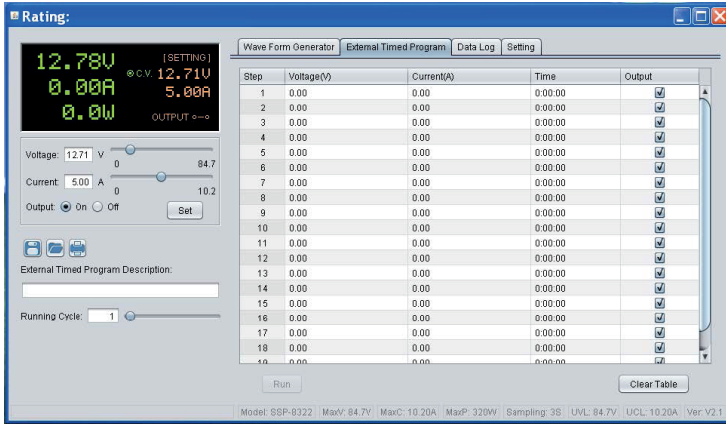 Rating:
12.78V
0.00A
0.0W
[SETTING]
C.V. 12.71V
5.00A
OUTPUT
Voltage: 12.71 V
0 84.7
Current: 5.00 A
0 10.2
Output: On Off
Set
External Timed Program Description:
Running Cycle: 1
Wave Form Generator External Timed Program Data Log Setting
Step Voltage(V) Current(A) Time Output
1 0.00 0.00 0:00:00
2 0.00 0.00 0:00:00
3 0.00 0.00 0:00:00
4 0.00 0.00 0:00:00
5 0.00 0.00 0:00:00
6 0.00 0.00 0:00:00
7 0.00 0.00 0:00:00
8 0.00 0.00 0:00:00
9 0.00 0.00 0:00:00
10 0.00 0.00 0:00:00
11 0.00 0.00 0:00:00
12 0.00 0.00 0:00:00
13 0.00 0.00 0:00:00
14 0.00 0.00 0:00:00
15 0.00 0.00 0:00:00
16 0.00 0.00 0:00:00
17 0.00 0.00 0:00:00
18 0.00 0.00 0:00:00
19 0.00 0.00 0:00:00
Run Clear Table
Model: SSP-8322 MaxV: 84.7V MaxC: 10.20A MaxP: 320W Sampling: 3S UVL: 84.7V UCL: 10.20A Ver: V2.1